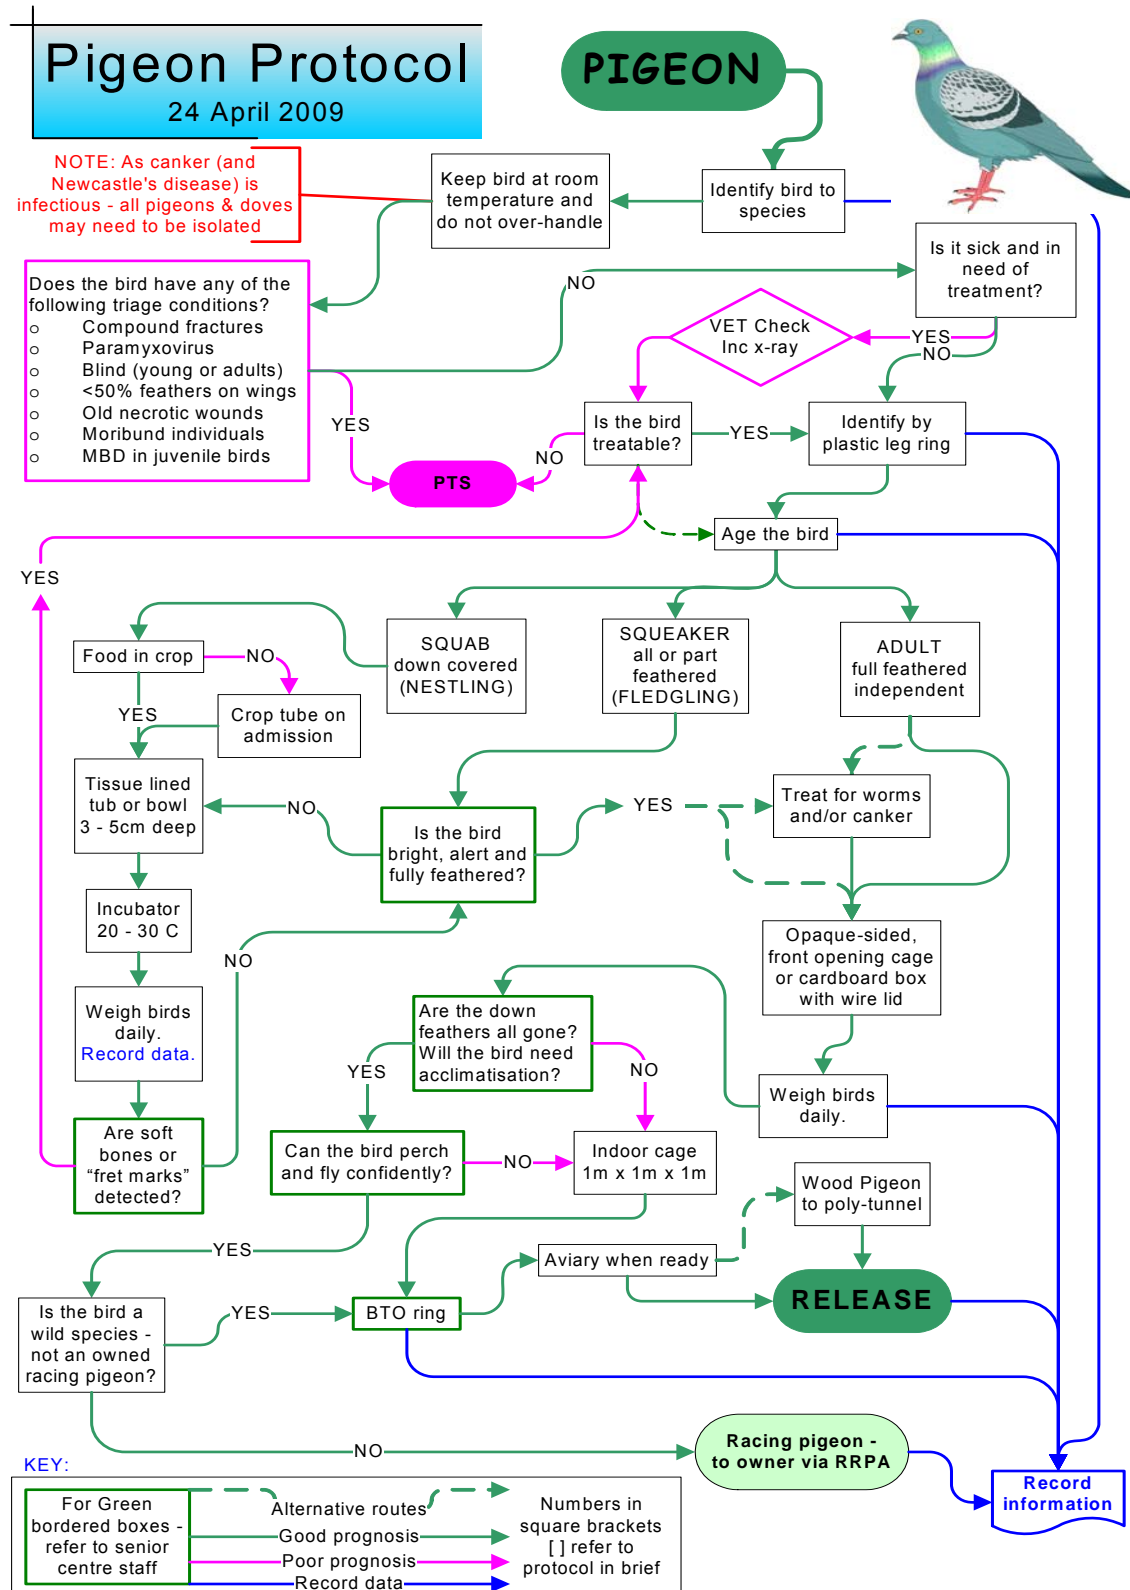 Pigeon Protocol
24 April 2009
PIGEON
NOTE: As canker (and
Newcastle's disease) is
infectious - all pigeons & doves
may need to be isolated
Keep bird at room
temperature and
do not over-handle
Identify bird to
species
Is it sick and in
need of
treatment?
Does the bird have any of the
following triage conditions?
o Compound fractures
o Paramyxovirus
o Blind (young or adults)
o <50% feathers on wings
o Old necrotic wounds
o Moribund individuals
o MBD in juvenile birds
NO
VET Check
Inc x-ray
YES
NO
YES
Is the bird
treatable?
YES
Identify by
plastic leg ring
NO
PTS
Age the bird
YES
SQUAB
down covered
(NESTLING)
SQUEAKER
all or part
feathered
(FLEDGLING)
ADULT
full feathered
independent
Food in crop
NO
YES
Crop tube on
admission
Tissue lined
tub or bowl
3 - 5cm deep
NO
Is the bird
bright, alert and
fully feathered?
YES
Treat for worms
and/or canker
Incubator
20 - 30 C
NO
Opaque-sided,
front opening cage
or cardboard box
with wire lid
Weigh birds
daily.
Record data.
Are the down
feathers all gone?
Will the bird need
acclimatisation?
YES
NO
Weigh birds
daily.
Are soft
bones or
“fret marks”
detected?
Can the bird perch
and fly confidently?
NO
Indoor cage
1m x 1m x 1m
Wood Pigeon
to poly-tunnel
YES
Aviary when ready
Is the bird a
wild species -
not an owned
racing pigeon?
YES
BTO ring
RELEASE
NO
Racing pigeon -
to owner via RRPA
Record
information
KEY:
For Green
bordered boxes -
refer to senior
centre staff
Alternative routes
Good prognosis
Poor prognosis
Record data
Numbers in
square brackets
[ ] refer to
protocol in brief